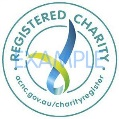 REGISTERED CHARITY
EXAMPLE
acnc.gov.au/charityregister